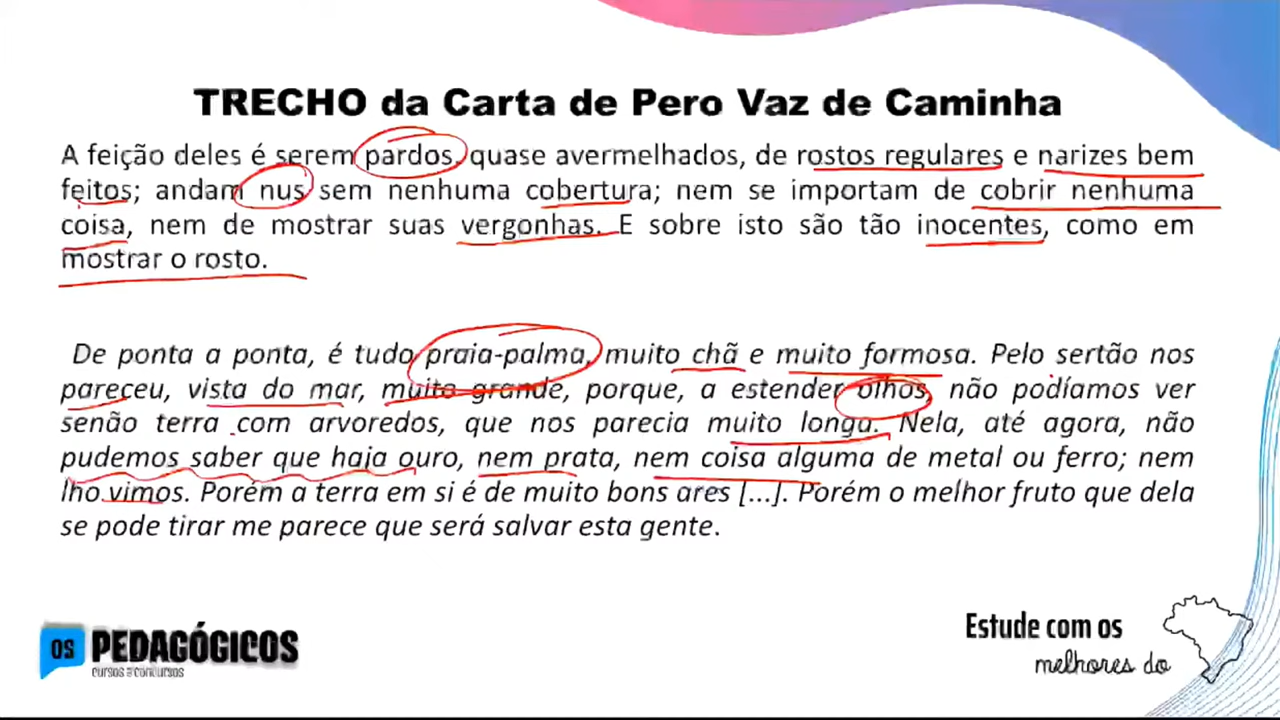 TRECHO da Carta de Pero Vaz de Caminha
A feição deles é serem pardos, quase avermelhados, de rostos regulares e narizes bem
feitos; andam nus sem nenhuma cobertura; nem se importam de cobrir nenhuma
coisa, nem de mostrar suas vergonhas. E sobre isto são tão inocentes, como em
mostrar o rosto.
De ponta a ponta, é tudo praia-palma, muito chã e muito formosa. Pelo sertão nos
pareceu, vista do mar, muito grande, porque, a estender olhos, não podíamos ver
senão terra com arvoredos, que nos parecia muito longa. Nela, até agora, não
pudemos saber que haja ouro, nem prata, nem coisa alguma de metal ou ferro; nem
lho vimos. Porém a terra em si é de muito bons ares [...]. Porém o melhor fruto que dela
se pode tirar me parece que será salvar esta gente.
OS PEDAGÓGICOS
cursos e concursos
Estude com os
melhores do